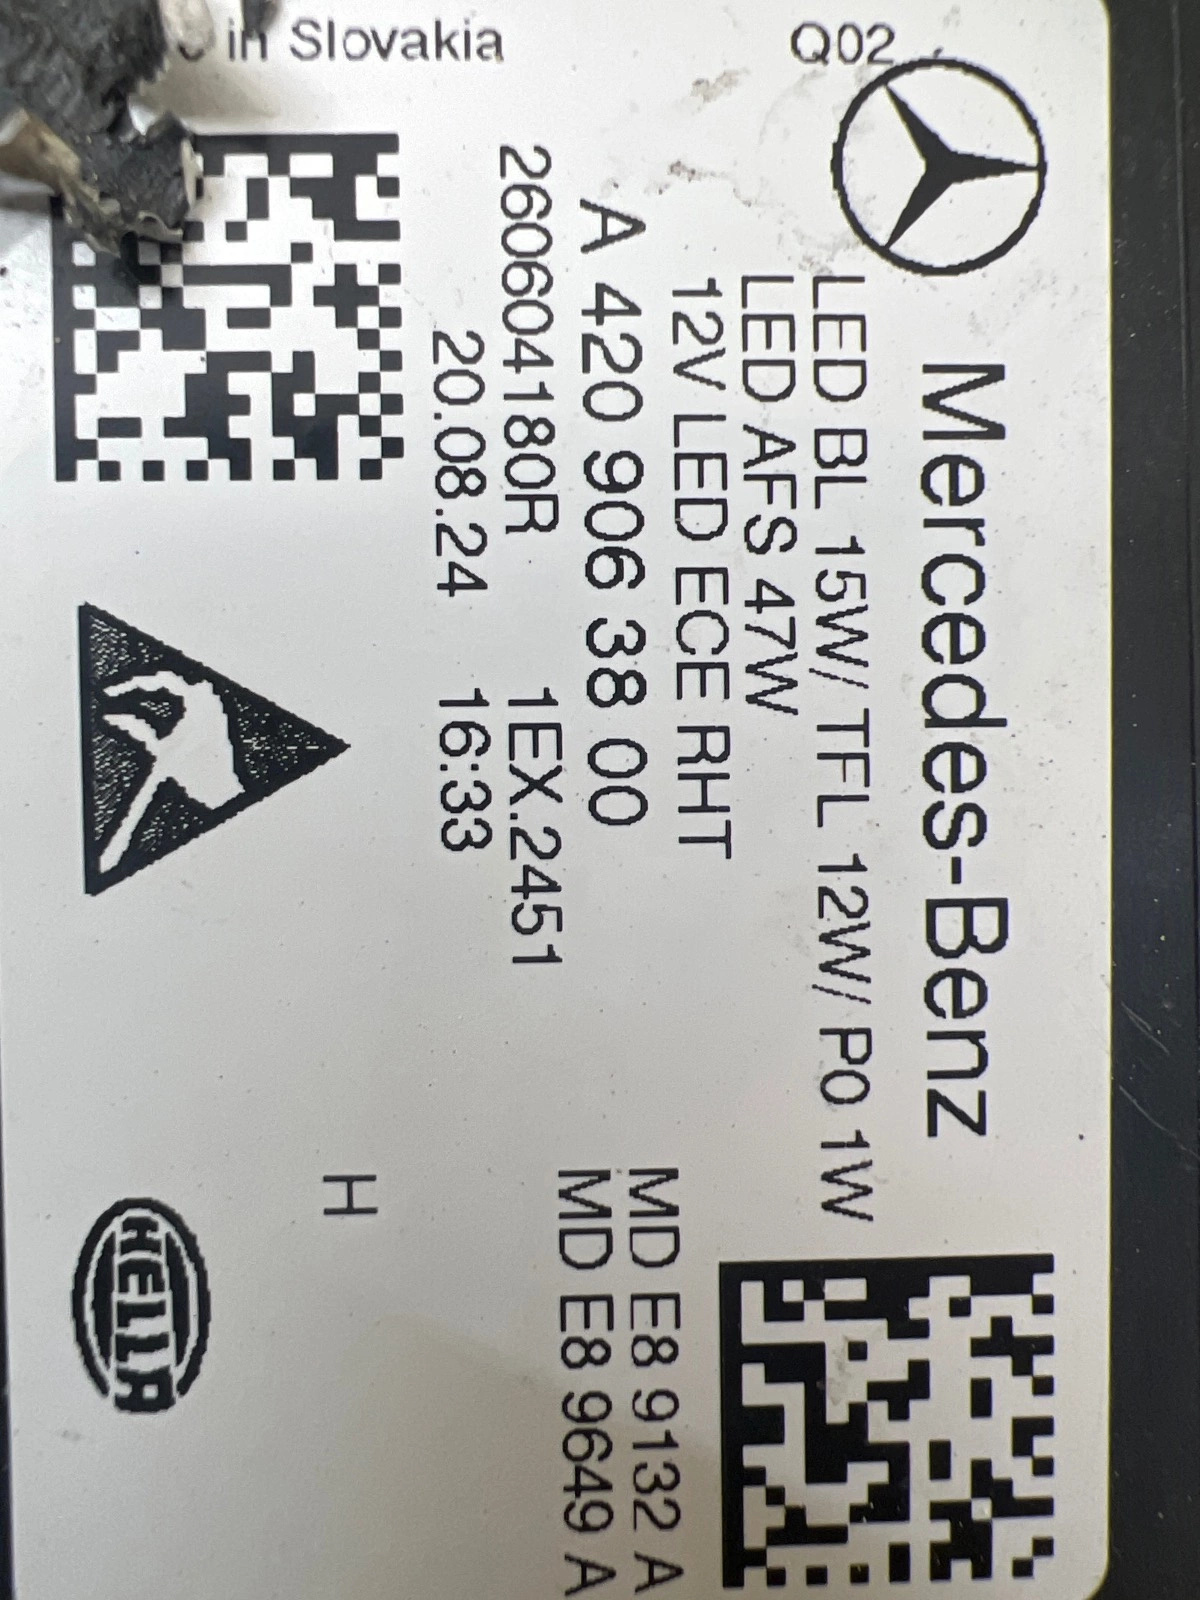 Mercedes-Benz
LED BL 15W/ TFL 12W/ P0 1W
LED AFS 47W
12V LED ECE RHT
A 420 906 38 00
260604180R 1EX.2451
20.08.24 16:33
MD E8 9132 A
MD E8 9649 A
H
HELLA
Q02
in Slovakia